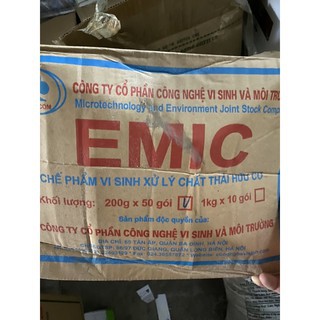 COM
CÔNG TY CỔ PHẦN CÔNG NGHỆ VI SINH VÀ MÔI TRƯ
Microtechnology and Environment Joint Stock Comp
EMIC
CHẾ PHẨM VI SINH XỬ LÝ CHẤT THẢI HỮU CƠ
Khối lượng: 200g x 50 gói V 1kg x 10 gói
Sản phẩm độc quyền của:
CÔNG TY CỔ PHẦN CÔNG NGHỆ VI SINH VÀ MÔI TRƯỜNG